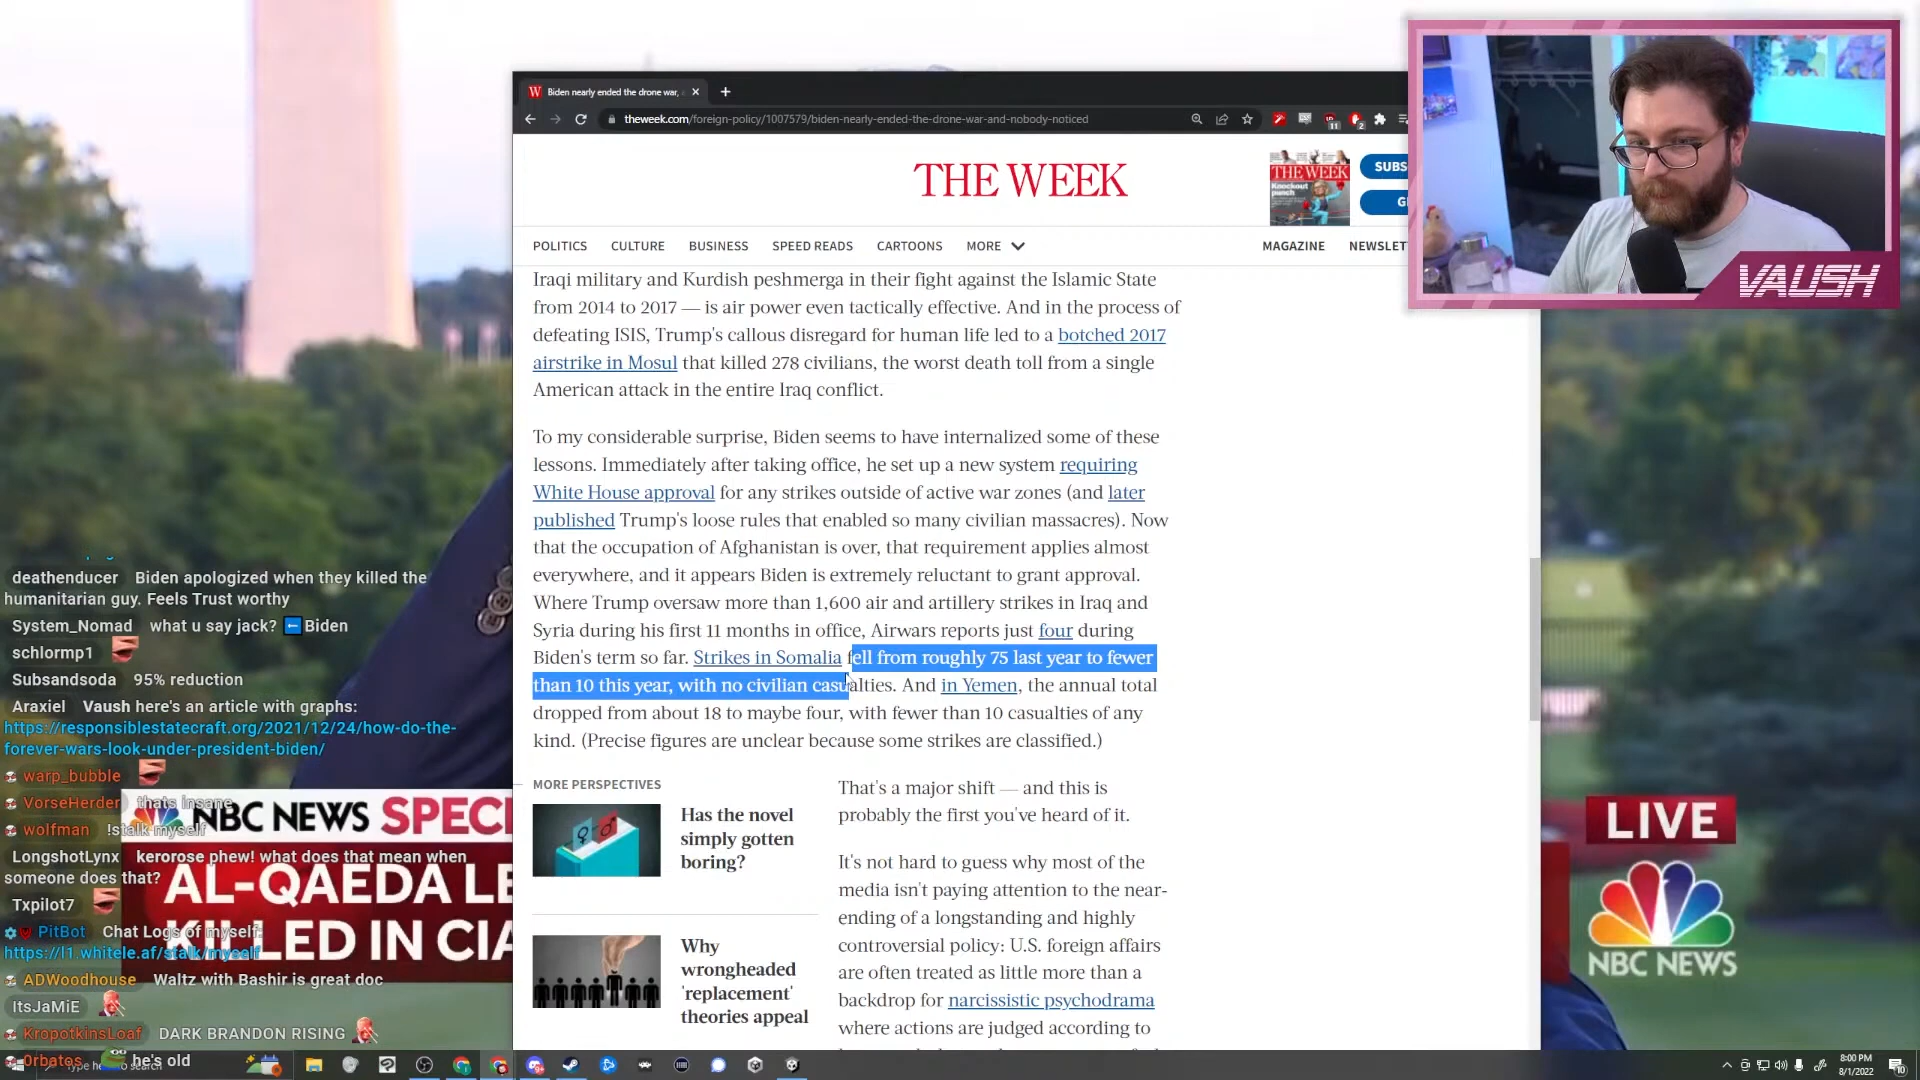 Biden nearly ended the drone war,
theweek.com/foreign-policy/1007579/biden-nearly-ended-the-drone-war-and-nobody-noticed
11
2
THE WEEK
THE WEEK
Knockout
punch
SUBS
G
POLITICS CULTURE BUSINESS SPEED READS CARTOONS MORE MAGAZINE NEWSLET
VAUSH
Iraqi military and Kurdish peshmerga in their fight against the Islamic State
from 2014 to 2017 — is air power even tactically effective. And in the process of
defeating ISIS, Trump's callous disregard for human life led to a botched 2017
airstrike in Mosul that killed 278 civilians, the worst death toll from a single
American attack in the entire Iraq conflict.
To my considerable surprise, Biden seems to have internalized some of these
lessons. Immediately after taking office, he set up a new system requiring
White House approval for any strikes outside of active war zones (and later
published Trump's loose rules that enabled so many civilian massacres). Now
that the occupation of Afghanistan is over, that requirement applies almost
everywhere, and it appears Biden is extremely reluctant to grant approval.
Where Trump oversaw more than 1,600 air and artillery strikes in Iraq and
Syria during his first 11 months in office, Airwars reports just four during
Biden's term so far. Strikes in Somalia fell from roughly 75 last year to fewer
than 10 this year, with no civilian casualties. And in Yemen, the annual total
dropped from about 18 to maybe four, with fewer than 10 casualties of any
kind. (Precise figures are unclear because some strikes are classified.)
MORE PERSPECTIVES
Has the novel
simply gotten
boring?
Why
wrongheaded
'replacement'
theories appeal
That's a major shift — and this is
probably the first you've heard of it.
It's not hard to guess why most of the
media isn't paying attention to the near-
ending of a longstanding and highly
controversial policy: U.S. foreign affairs
are often treated as little more than a
backdrop for narcissistic psychodrama
where actions are judged according to
deathenducer Biden apologized when they killed the
humanitarian guy. Feels Trust worthy
System_Nomad what u say jack? Biden
schlormp1
Subsandsoda 95% reduction
Araxiel Vaush here's an article with graphs:
https://responsiblestatecraft.org/2021/12/24/how-do-the-
forever-wars-look-under-president-biden/
warp_bubble
VorseHerder thats insane
wolfman !stalk myself
LongshotLynx kerorose phew! what does that mean when
someone does that?
Txpilot7
PitBot Chat Logs of myself:
https://l1.whitele.af/stalk/myself
ADWoodhouse Waltz with Bashir is great doc
ItsJaMiE
KropotkinsLoaf DARK BRANDON RISING
0rbatos he's old
NBC NEWS SPECI
AL-QAEDA LE
KILLED IN CIA
LIVE
NBC NEWS
8:00 PM
8/1/2022
10